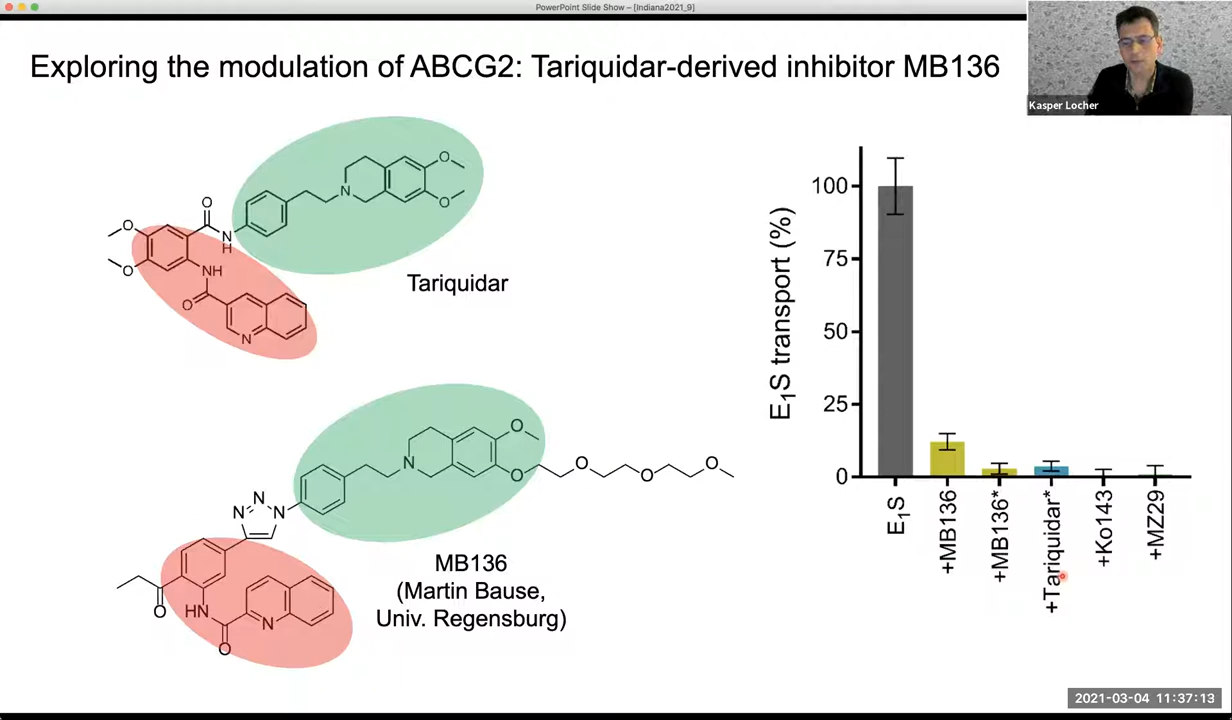 PowerPoint Slide Show – [Indiana2021_9]
Exploring the modulation of ABCG2: Tariquidar-derived inhibitor MB136
Kasper Locher
O
O
N
O
O
N
H
O
O
NH
O
N
Tariquidar
O
N
O
O
O
O
N
N
N
O
HN
N
O
MB136
(Martin Bause,
Univ. Regensburg)
E₁S transport (%)
100
75
50
25
0
E₁S
+MB136
+MB136*
+Tariquidar*
+Ko143
+MZ29
2021-03-04 11:37:13